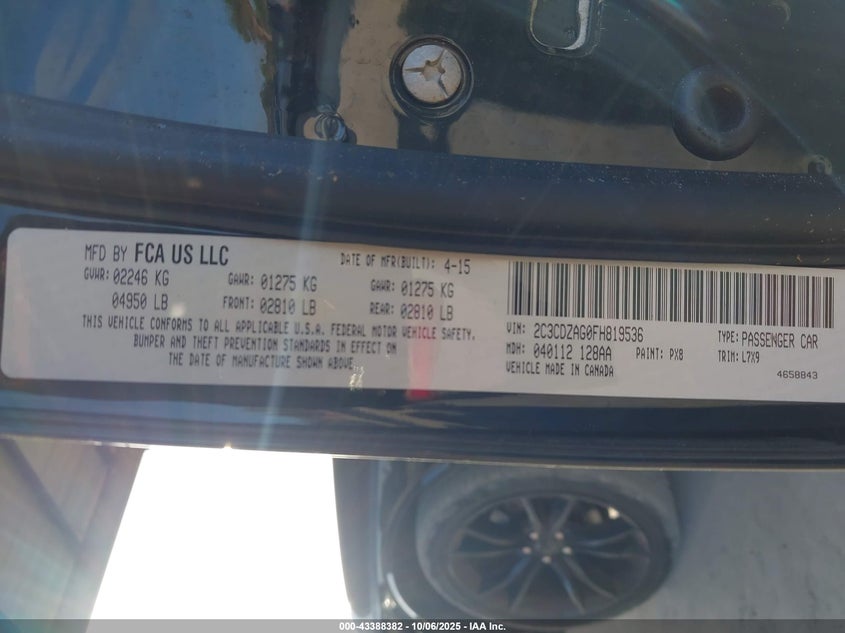 MFD BY FCA US LLC
DATE OF MFR(BUILT): 4-15
GVWR: 02246 KG
GAWR: 01275 KG
GAWR: 01275 KG
04950 LB
FRONT: 02810 LB
REAR: 02810 LB
THIS VEHICLE CONFORMS TO ALL APPLICABLE U.S.A. FEDERAL MOTOR VEHICLE SAFETY,
BUMPER AND THEFT PREVENTION STANDARDS IN EFFECT ON
THE DATE OF MANUFACTURE SHOWN ABOVE.
VIN: 2C3CDZAG0FH819536
TYPE: PASSENGER CAR
MDH: 040112 128AA
PAINT: PX8
TRIM: L7X9
VEHICLE MADE IN CANADA
4658843
000-43388382 | 10/06/2025 - IAA Inc.